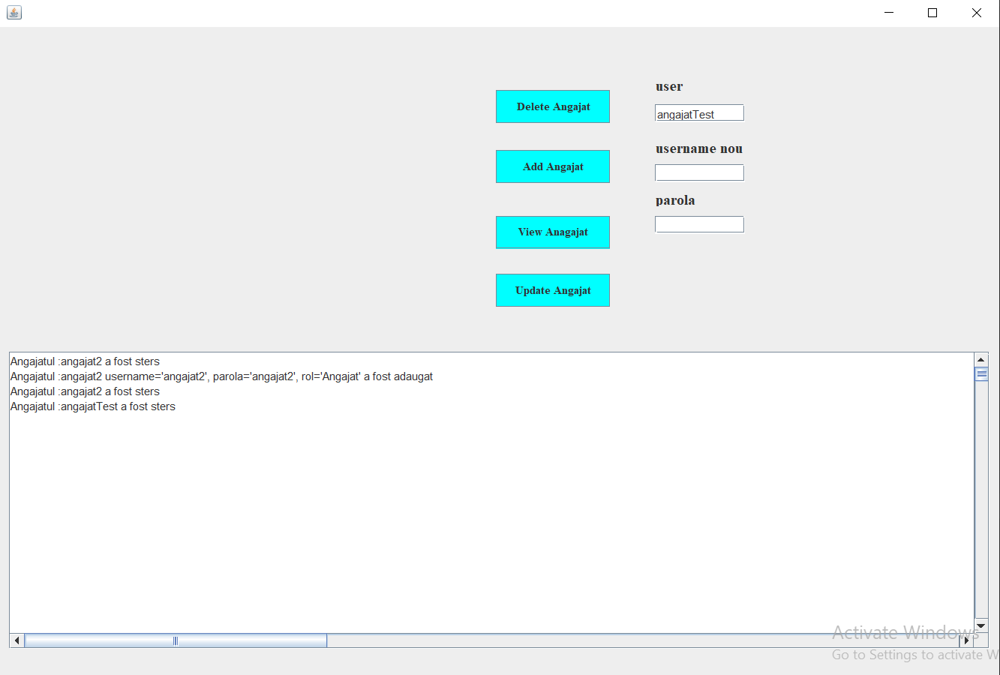 user
Delete Angajat
angajatTest
username nou
Add Angajat
parola
View Anagajat
Update Angajat
Angajatul :angajat2 a fost sters
Angajatul :angajat2 username='angajat2', parola='angajat2', rol='Angajat' a fost adaugat
Angajatul :angajat2 a fost sters
Angajatul :angajatTest a fost sters
Activate Windows
Go to Settings to activate W